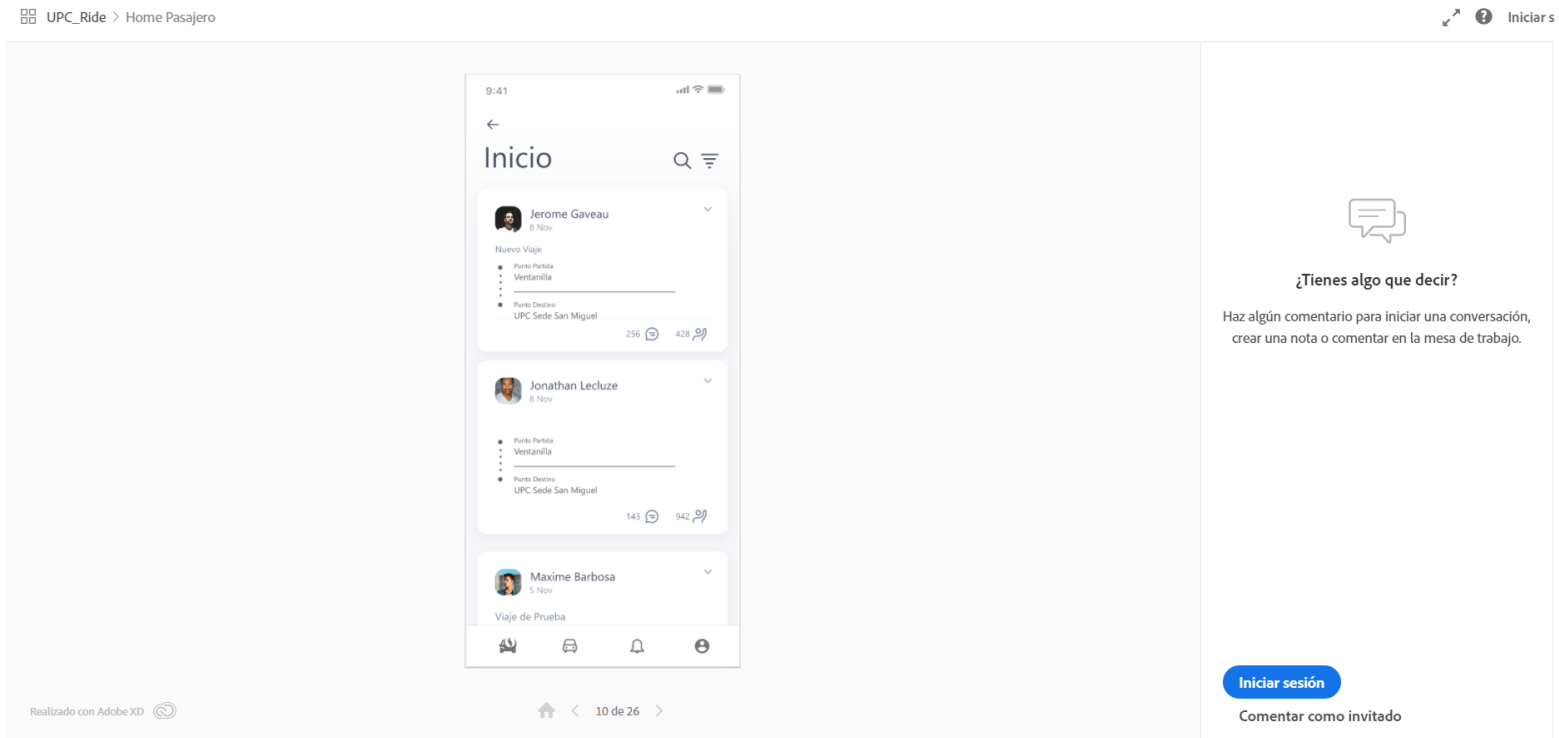 UPC_Ride > Home Pasajero
Iniciar s
9:41
Inicio
Jerome Gaveau
8 Nov
Nuevo Viaje
Punto Partida
Ventanilla
Punto Destino
UPC Sede San Miguel
256 428
Jonathan Lecluze
8 Nov
Punto Partida
Ventanilla
Punto Destino
UPC Sede San Miguel
143 942
Maxime Barbosa
5 Nov
Viaje de Prueba
¿Tienes algo que decir?
Haz algún comentario para iniciar una conversación,
crear una nota o comentar en la mesa de trabajo.
Iniciar sesión
Comentar como invitado
Realizado con Adobe XD
10 de 26